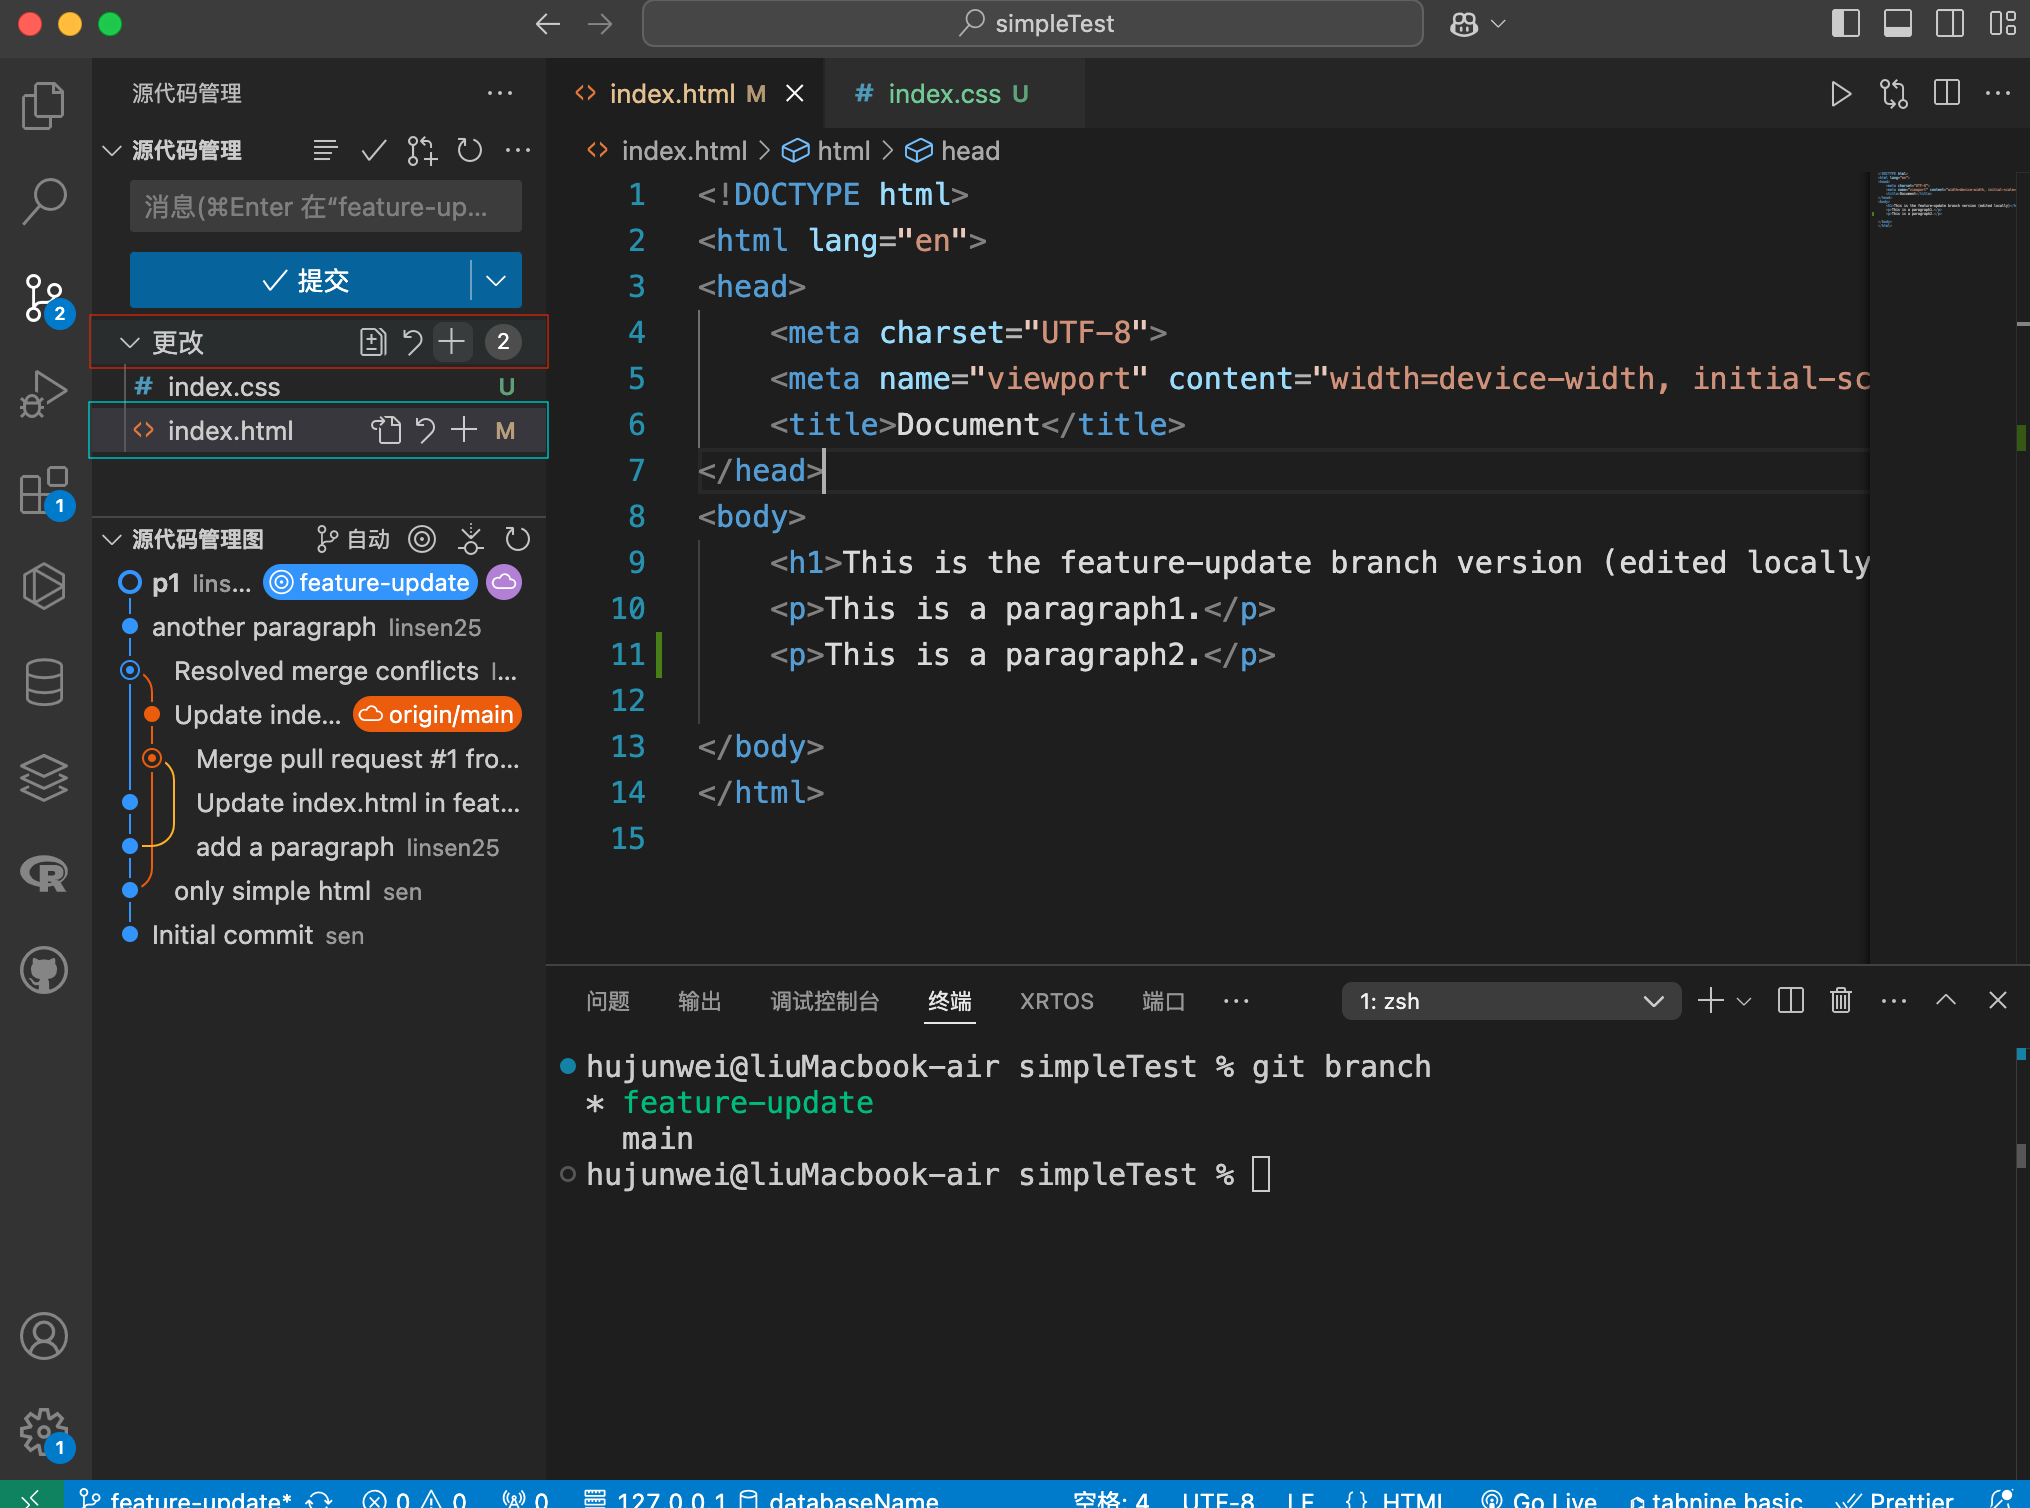 simpleTest
源代码管理
源代码管理
消息(⌘Enter 在“feature-up...
提交
更改 2
index.css U
index.html M
源代码管理图 自动
p1 lins... feature-update
another paragraph linsen25
Resolved merge conflicts l...
Update inde... origin/main
Merge pull request #1 fro...
Update index.html in feat...
add a paragraph linsen25
only simple html sen
Initial commit sen
2
1
1
index.html M
# index.css U
index.html > html > head
1 <!DOCTYPE html>
2 <html lang="en">
3 <head>
4 <meta charset="UTF-8">
5 <meta name="viewport" content="width=device-width, initial-sc
6 <title>Document</title>
7 </head>
8 <body>
9 <h1>This is the feature-update branch version (edited locally
10 <p>This is a paragraph1.</p>
11 <p>This is a paragraph2.</p>
12
13 </body>
14 </html>
15
问题 输出 调试控制台 终端 XRTOS 端口 1: zsh
hujunwei@liuMacbook-air simpleTest % git branch
* feature-update
main
hujunwei@liuMacbook-air simpleTest %
feature-update* 0 0 0 127.0.0.1 databaseName 空格: 4 UTF-8 LF {} HTML Go Live tabnine basic Prettier